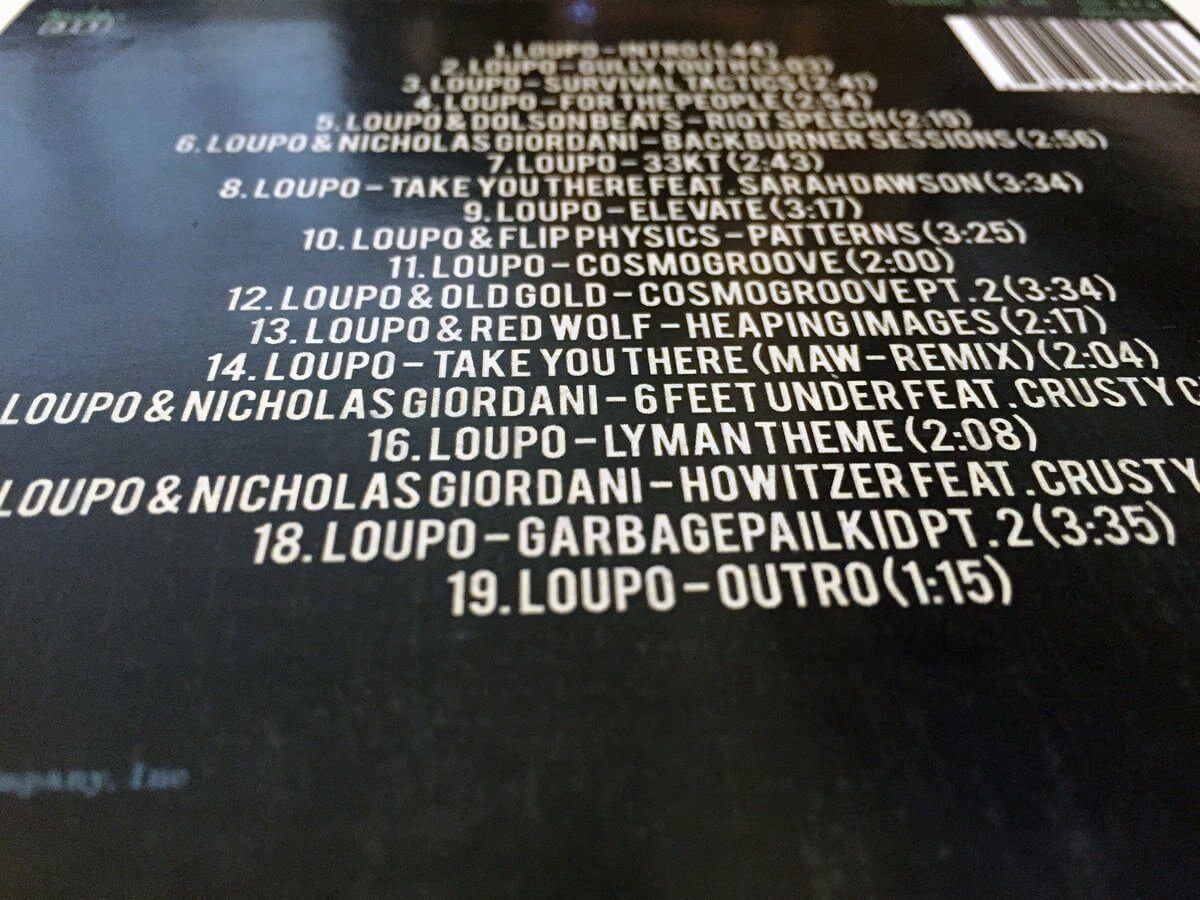 1. LOUPO – INTRO (1:44)
2. LOUPO – GULLY YOUTH (3:03)
3. LOUPO – SURVIVAL TACTICS (2:41)
4. LOUPO – FOR THE PEOPLE (2:54)
5. LOUPO & DOLSON BEATS – RIOT SPEECH (2:19)
6. LOUPO & NICHOLAS GIORDANI – BACKBURNER SESSIONS (2:56)
7. LOUPO – 33KT (2:43)
8. LOUPO – TAKE YOU THERE FEAT. SARAH DAWSON (3:34)
9. LOUPO – ELEVATE (3:17)
10. LOUPO & FLIP PHYSICS – PATTERNS (3:25)
11. LOUPO – COSMOGROOVE (2:00)
12. LOUPO & OLD GOLD – COSMOGROOVE PT. 2 (3:34)
13. LOUPO & RED WOLF – HEAPING IMAGES (2:17)
14. LOUPO – TAKE YOU THERE (MAW – REMIX) (2:04)
LOUPO & NICHOLAS GIORDANI – 6 FEET UNDER FEAT. CRUSTY
16. LOUPO – LYMAN THEME (2:08)
LOUPO & NICHOLAS GIORDANI – HOWITZER FEAT. CRUSTY
18. LOUPO – GARBAGE PAIL KID PT. 2 (3:35)
19. LOUPO – OUTRO (1:15)
Inc